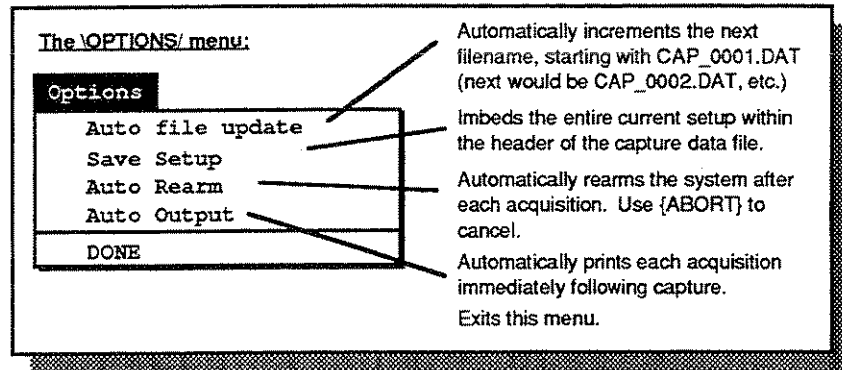 The \OPTIONS/ menu:
Options
Auto file update
Save Setup
Auto Rearm
Auto Output
DONE
Automatically increments the next
filename, starting with CAP_0001.DAT
(next would be CAP_0002.DAT, etc.)
Imbeds the entire current setup within
the header of the capture data file.
Automatically rearms the system after
each acquisition. Use {ABORT} to
cancel.
Automatically prints each acquisition
immediately following capture.
Exits this menu.